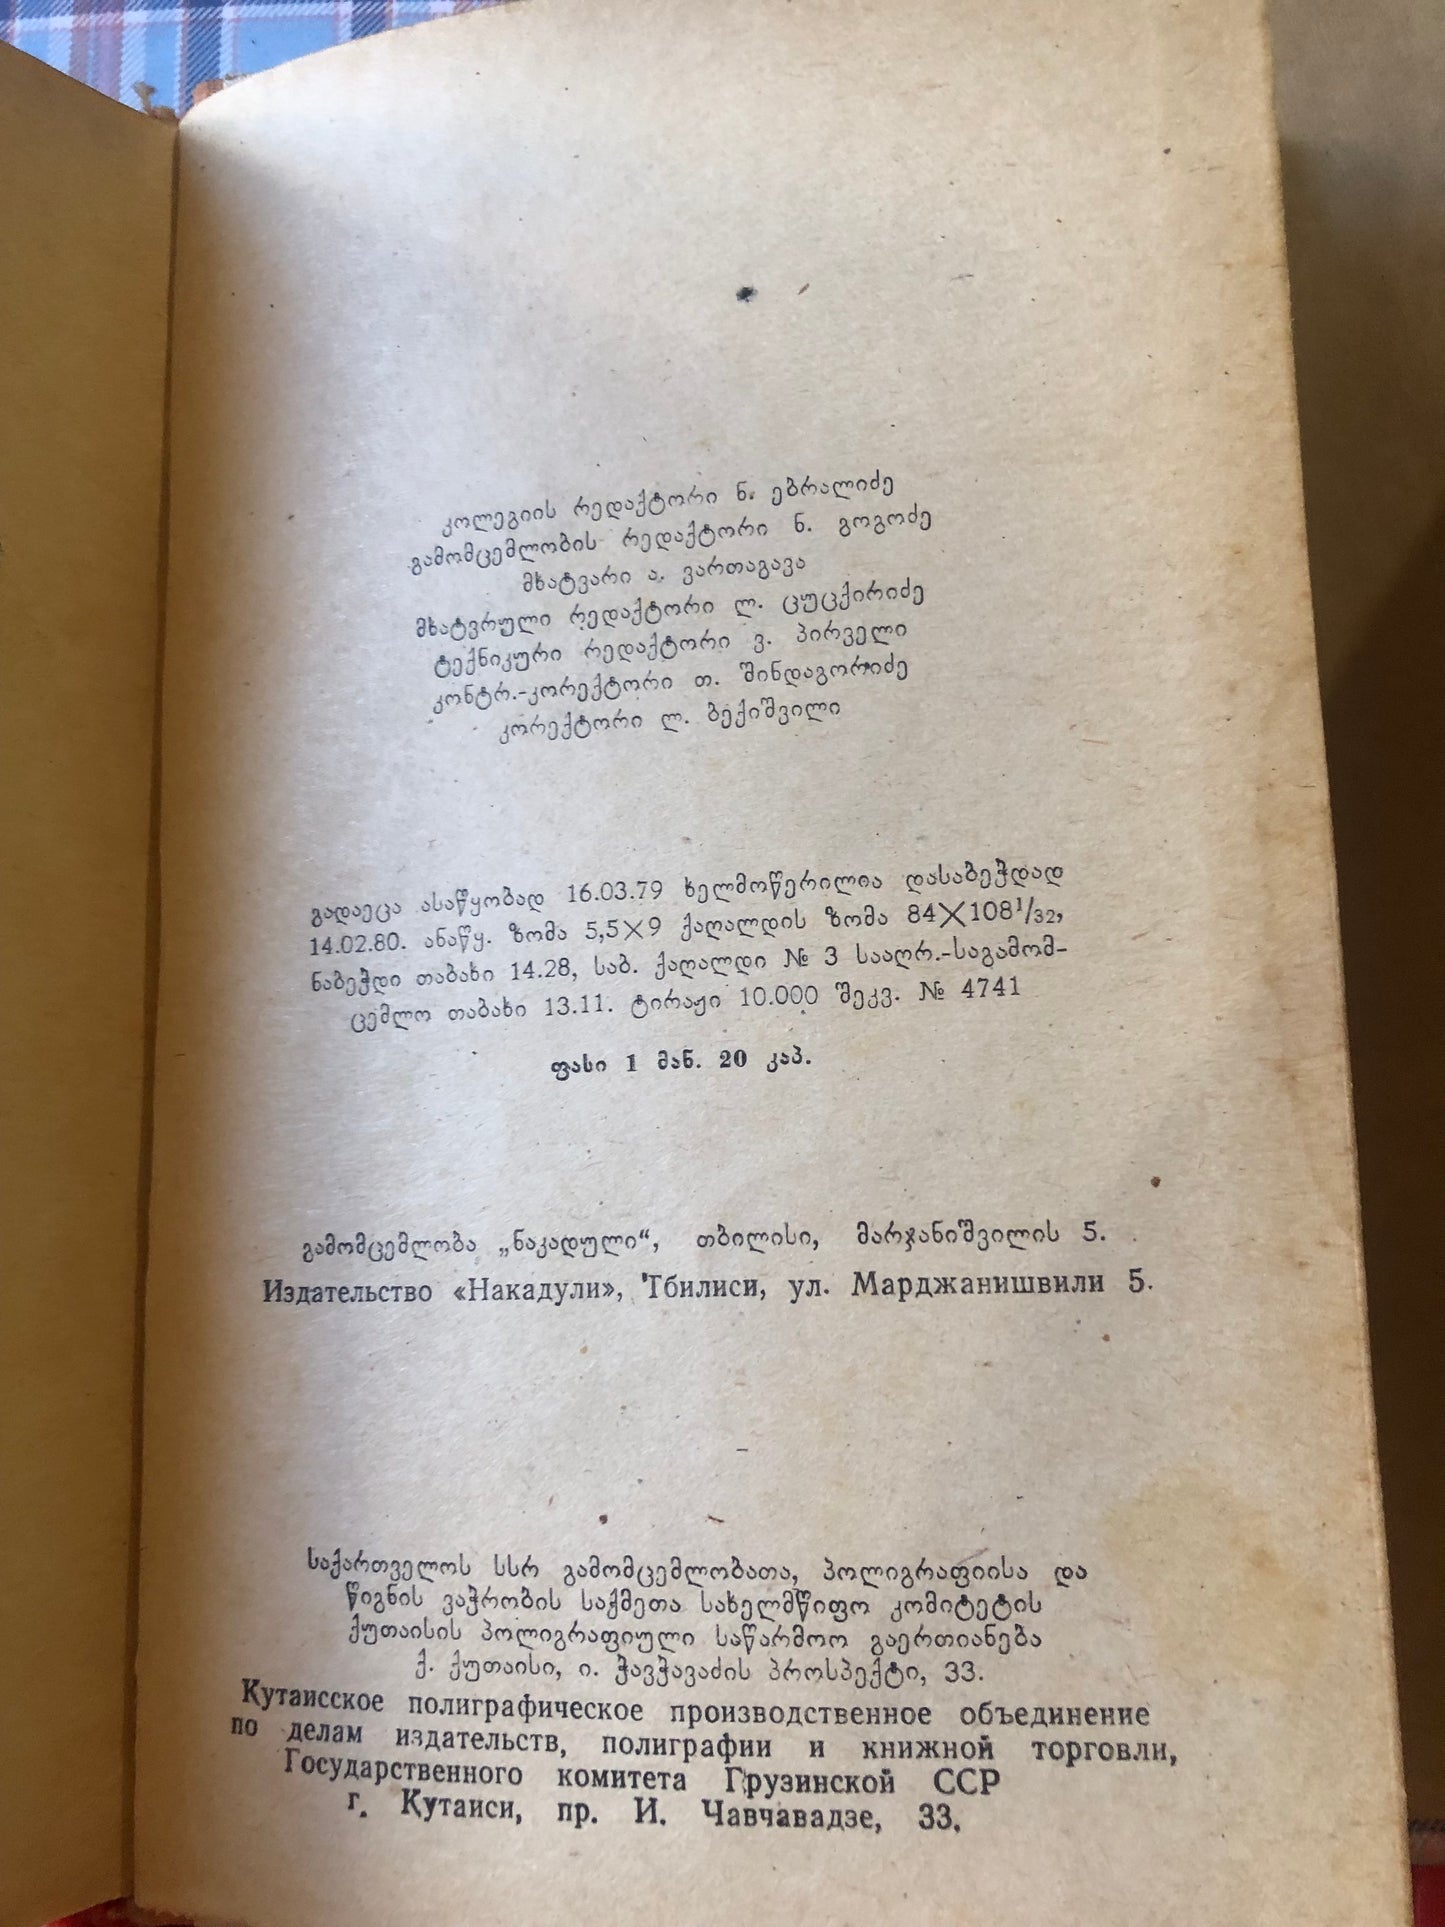 კოლეგიის რედაქტორი ნ. ებრალიძე
გამომცემლობის რედაქტორი ნ. გოგოძე
მხატვარი ა. ვართაგავა
მხატვრული რედაქტორი ლ. ცუცქირიძე
ტექნიკური რედაქტორი ვ. პირველი
კონტრ.-კორექტორი თ. შინდაგორიძე
კორექტორი ლ. ბექიშვილი
გადაეცა ასაწყობად 16.03.79 ხელმოწერილია დასაბეჭდად
14.02.80. ანაწყ. ზომა 5,5×9 ქაღალდის ზომა 84×108¹/₃₂,
ნაბეჭდი თაბახი 14.28, საბ. ქაღალდი № 3 სააღრ.-საგამომ-
ცემლო თაბახი 13.11. ტირაჟი 10.000 შეკვ. № 4741
ფასი 1 მან. 20 კაპ.
გამომცემლობა „ნაკადული“, თბილისი, მარჯანიშვილის 5.
Издательство «Накадули», Тбилиси, ул. Марджанишвили 5.
საქართველოს სსრ გამომცემლობათა, პოლიგრაფიისა და
წიგნის ვაჭრობის საქმეთა სახელმწიფო კომიტეტის
ქუთაისის პოლიგრაფიული საწარმოო გაერთიანება
ქ. ქუთაისი, ი. ჭავჭავაძის პროსპექტი, 33.
Кутаисское полиграфическое производственное объединение
по делам издательств, полиграфии и книжной торговли,
Государственного комитета Грузинской ССР
г. Кутаиси, пр. И. Чавчавадзе, 33.